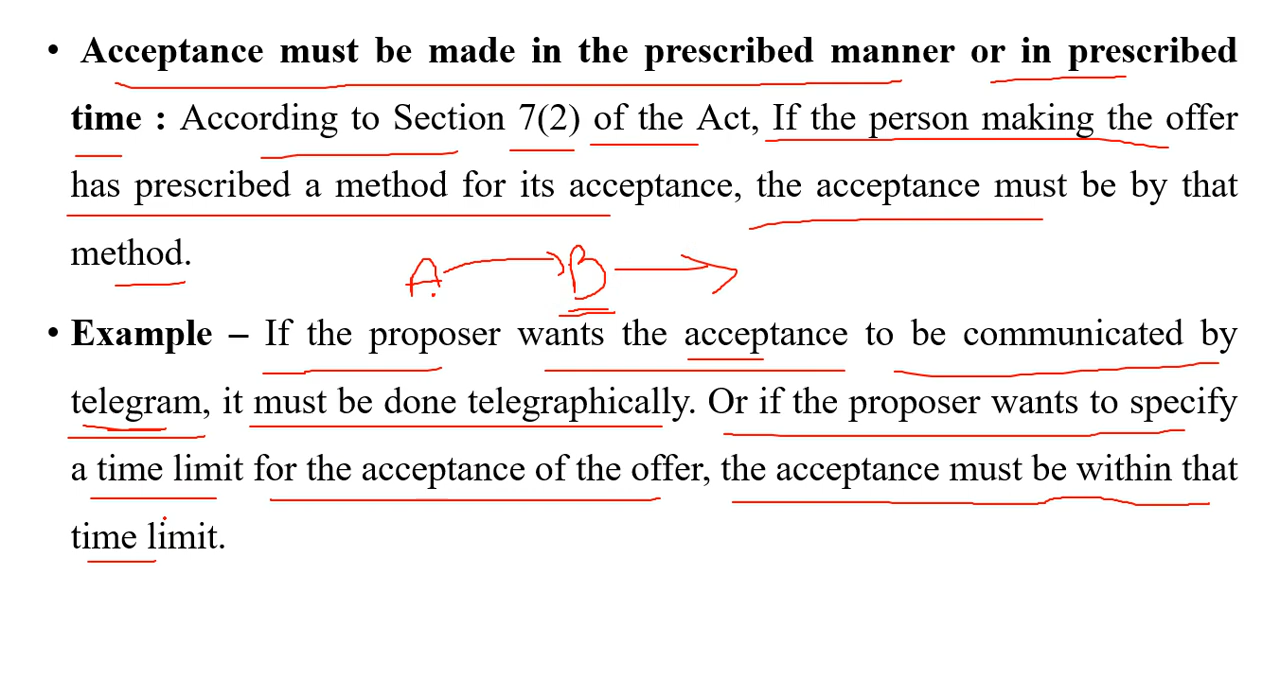 • Acceptance must be made in the prescribed manner or in prescribed
time : According to Section 7(2) of the Act, If the person making the offer
has prescribed a method for its acceptance, the acceptance must be by that
method.
A B
• Example – If the proposer wants the acceptance to be communicated by
telegram, it must be done telegraphically. Or if the proposer wants to specify
a time limit for the acceptance of the offer, the acceptance must be within that
time limit.